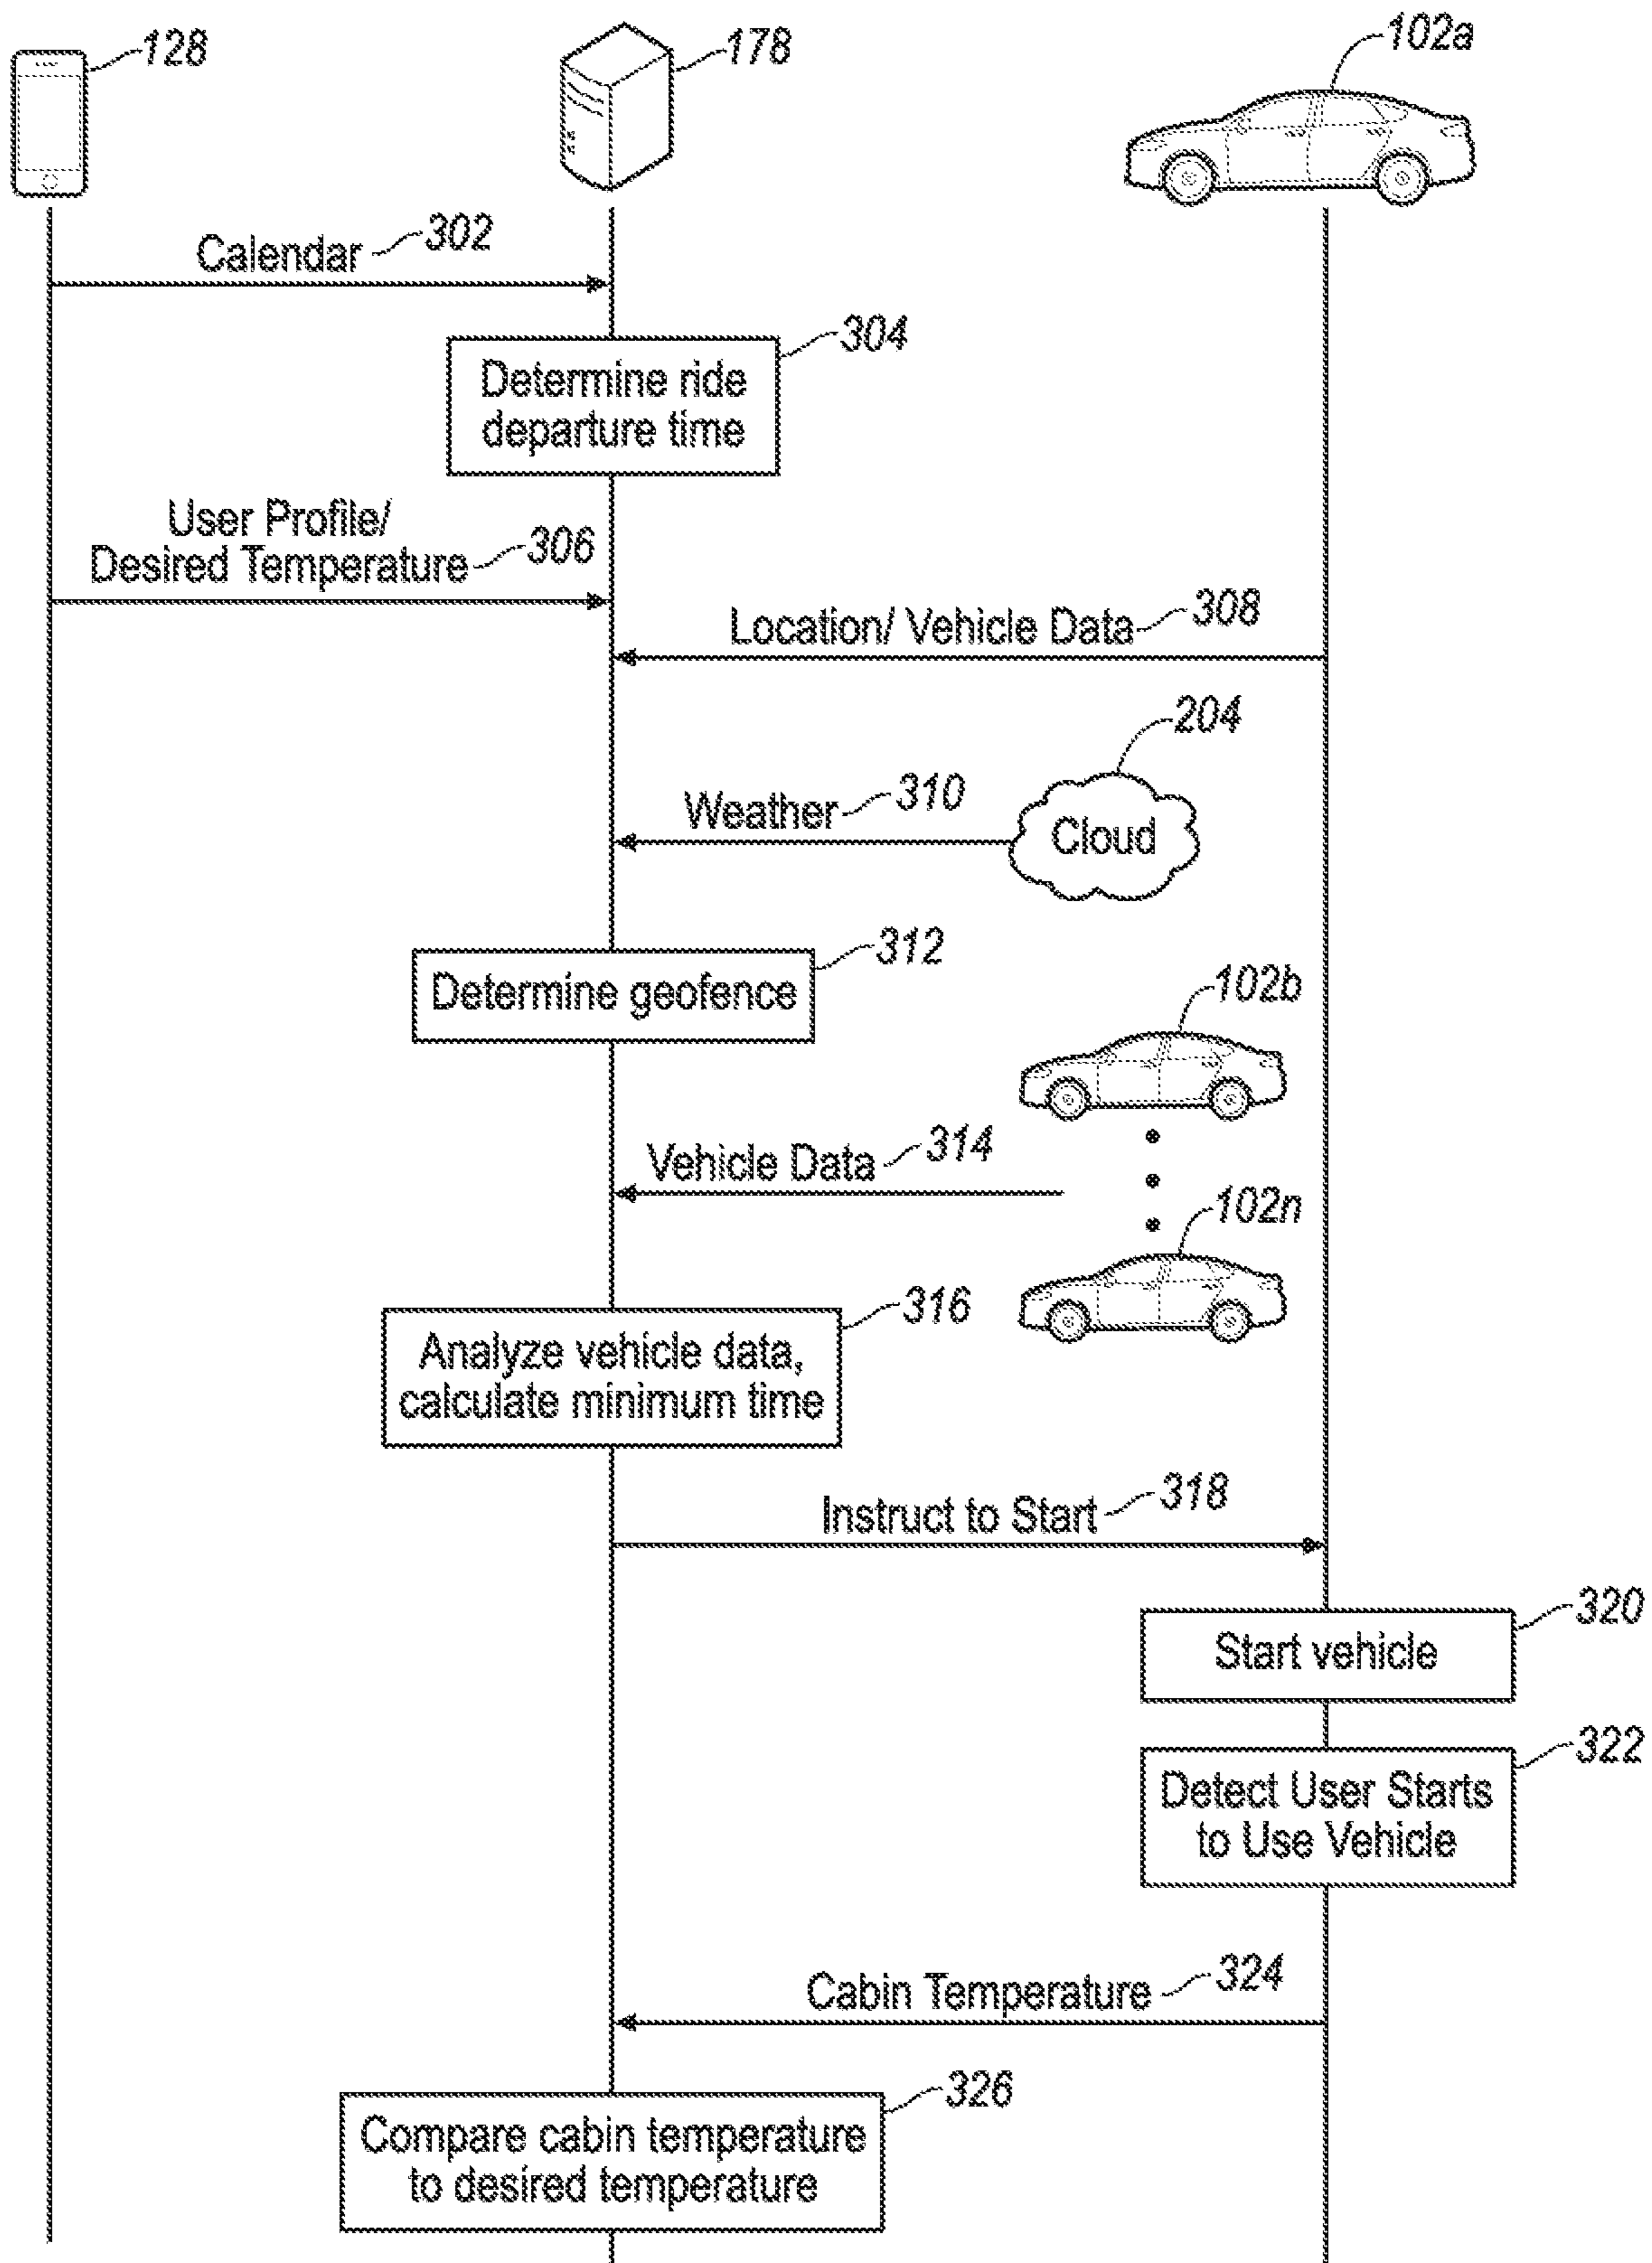 128
178
102a
Calendar 302
304
Determine ride
departure time
User Profile/
Desired Temperature 306
Location/ Vehicle Data 308
204
Weather 310
Cloud
312
Determine geofence
102b
Vehicle Data 314
102n
316
Analyze vehicle data,
calculate minimum time
Instruct to Start 318
320
Start vehicle
322
Detect User Starts
to Use Vehicle
Cabin Temperature 324
326
Compare cabin temperature
to desired temperature